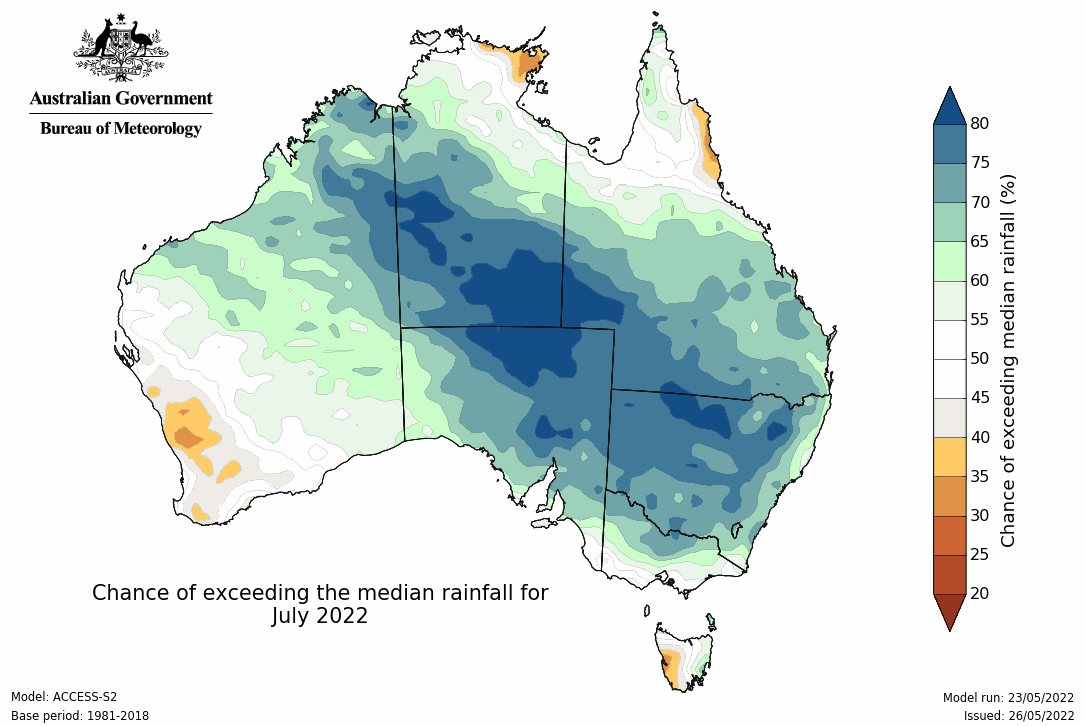 Australian Government
Bureau of Meteorology
80
75
70
65
60
55
50
45
40
35
30
25
20
Chance of exceeding median rainfall (%)
Chance of exceeding the median rainfall for
July 2022
Model: ACCESS-S2
Base period: 1981-2018
Model run: 23/05/2022
Issued: 26/05/2022